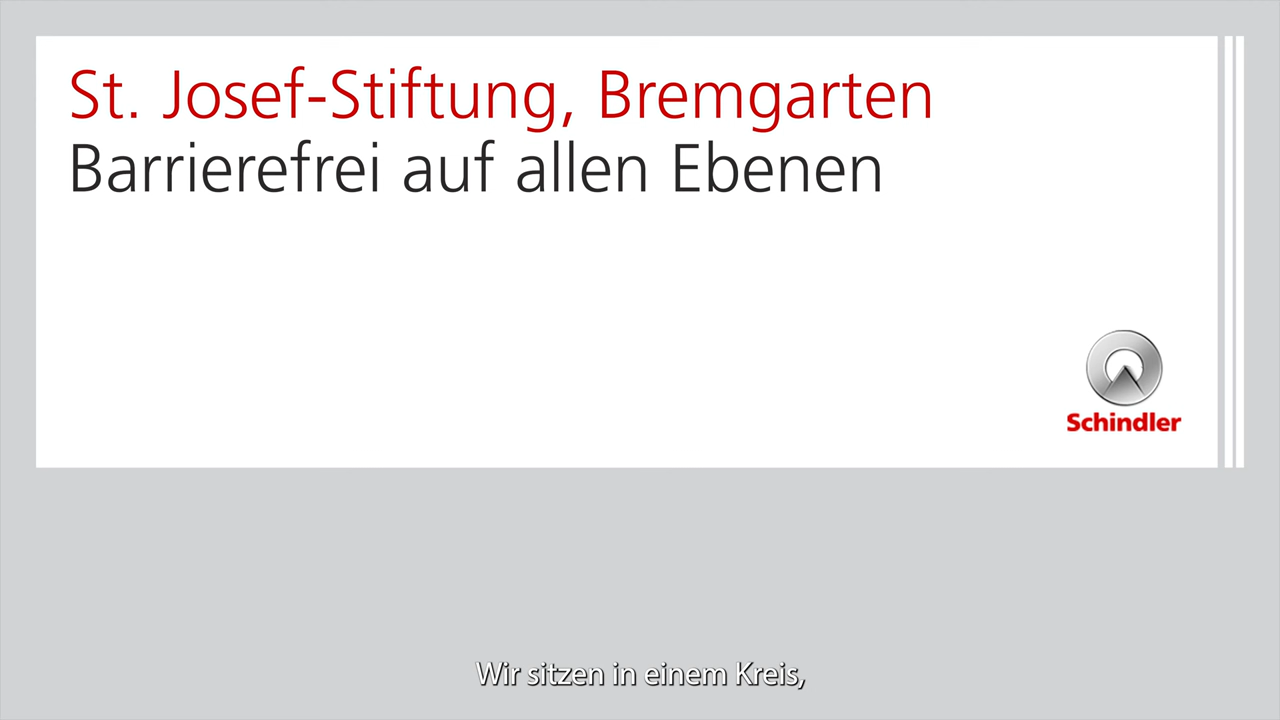 St. Josef-Stiftung, Bremgarten
Barrierefrei auf allen Ebenen
Schindler
Wir sitzen in einem Kreis,